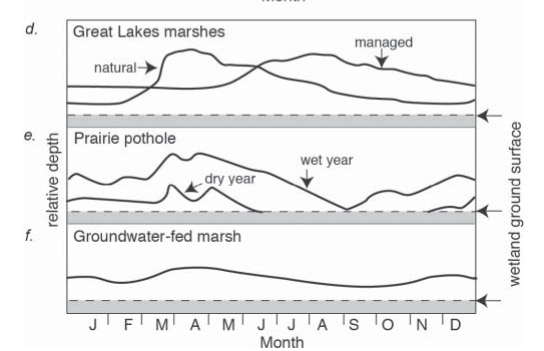 Month
d. Great Lakes marshes
managed
natural
e. Prairie pothole
wet year
dry year
f. Groundwater-fed marsh
relative depth
wetland ground surface
J F M A M J J A S O N D
Month